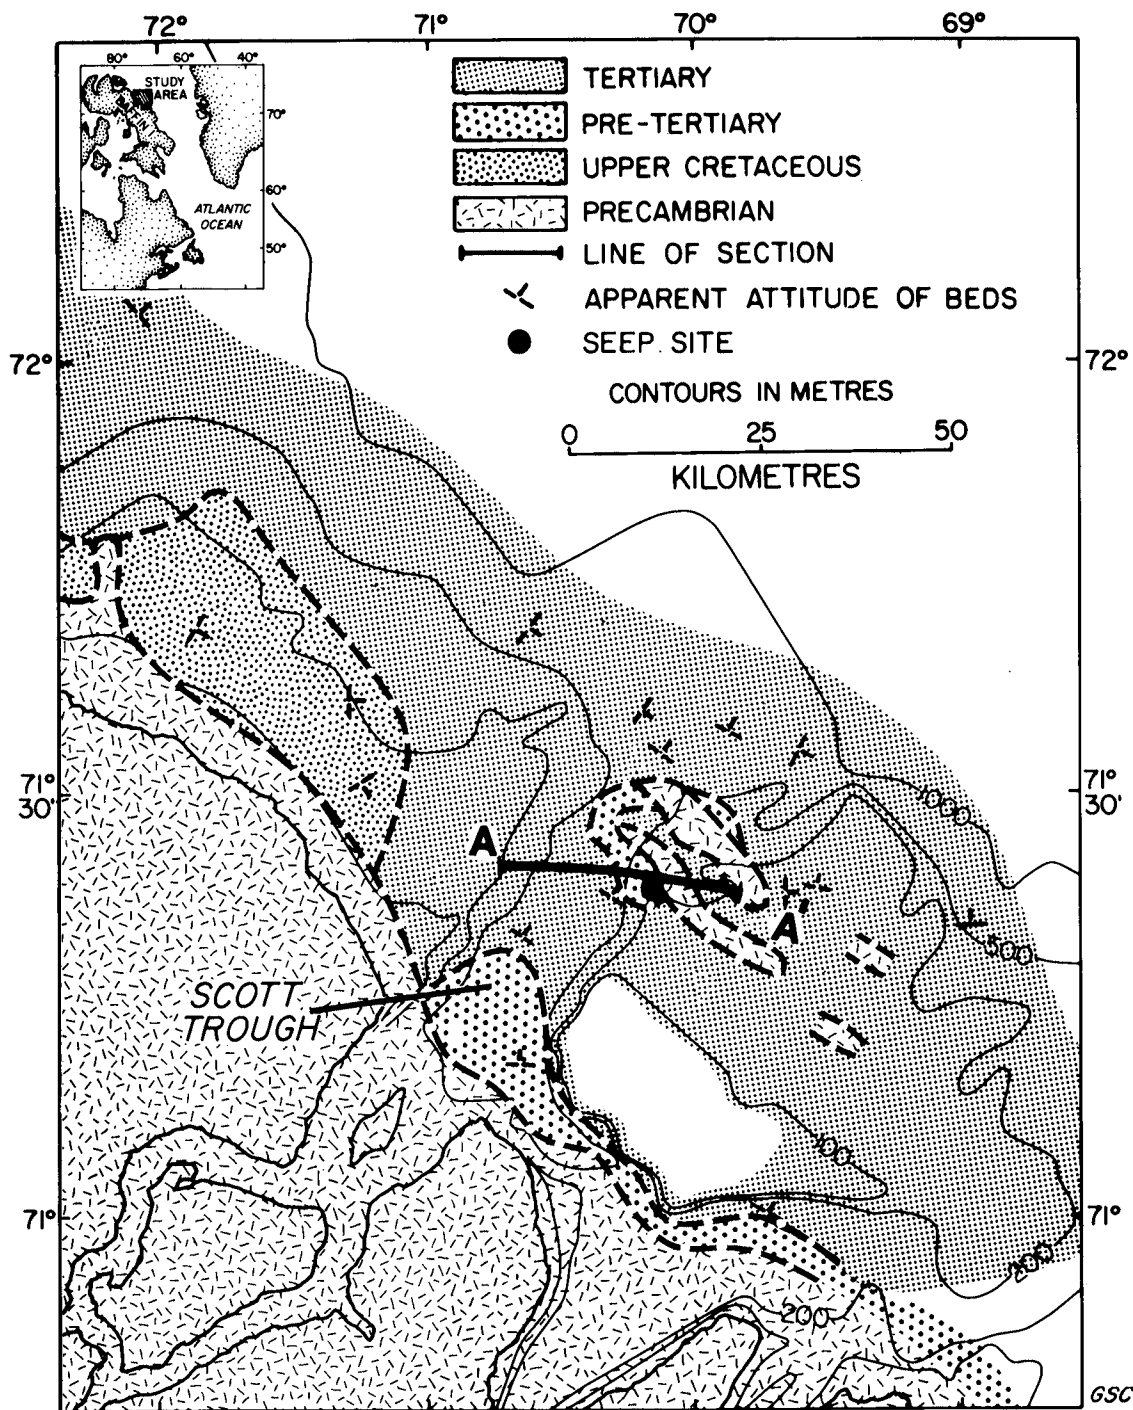 72° 71° 70° 69°
80° 60° 40°
STUDY
AREA
70°
60°
ATLANTIC
OCEAN
50°
TERTIARY
PRE-TERTIARY
UPPER CRETACEOUS
PRECAMBRIAN
LINE OF SECTION
APPARENT ATTITUDE OF BEDS
SEEP SITE
CONTOURS IN METRES
0 25 50
KILOMETRES
72° 72°
71°
30'
71°
30'
1000
A
A'
500
SCOTT
TROUGH
100
71° 71°
200
200
GSC